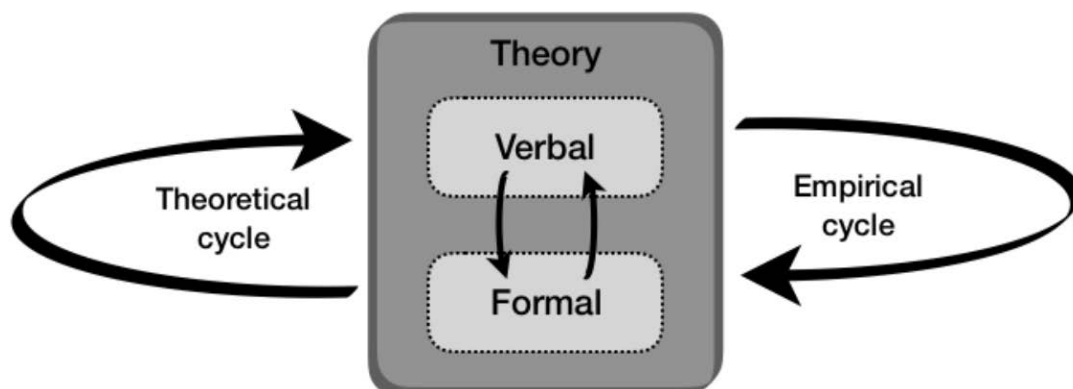 Theory
Verbal
Theoretical
cycle
Empirical
cycle
Formal